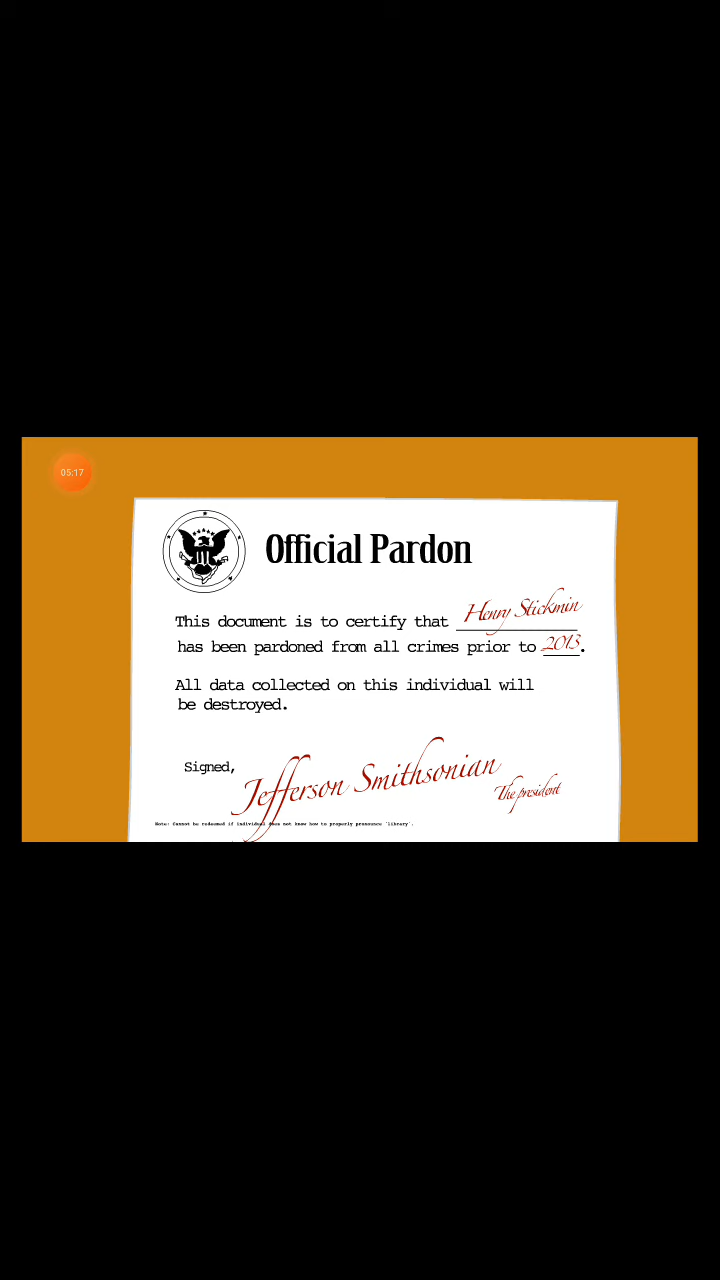 05:17
Official Pardon
This document is to certify that Henry Stickmin
has been pardoned from all crimes prior to 2013.
All data collected on this individual will
be destroyed.
Signed, Jefferson Smithsonian
The president
Note: Cannot be redeemed if individual does not know how to properly pronounce 'library'.